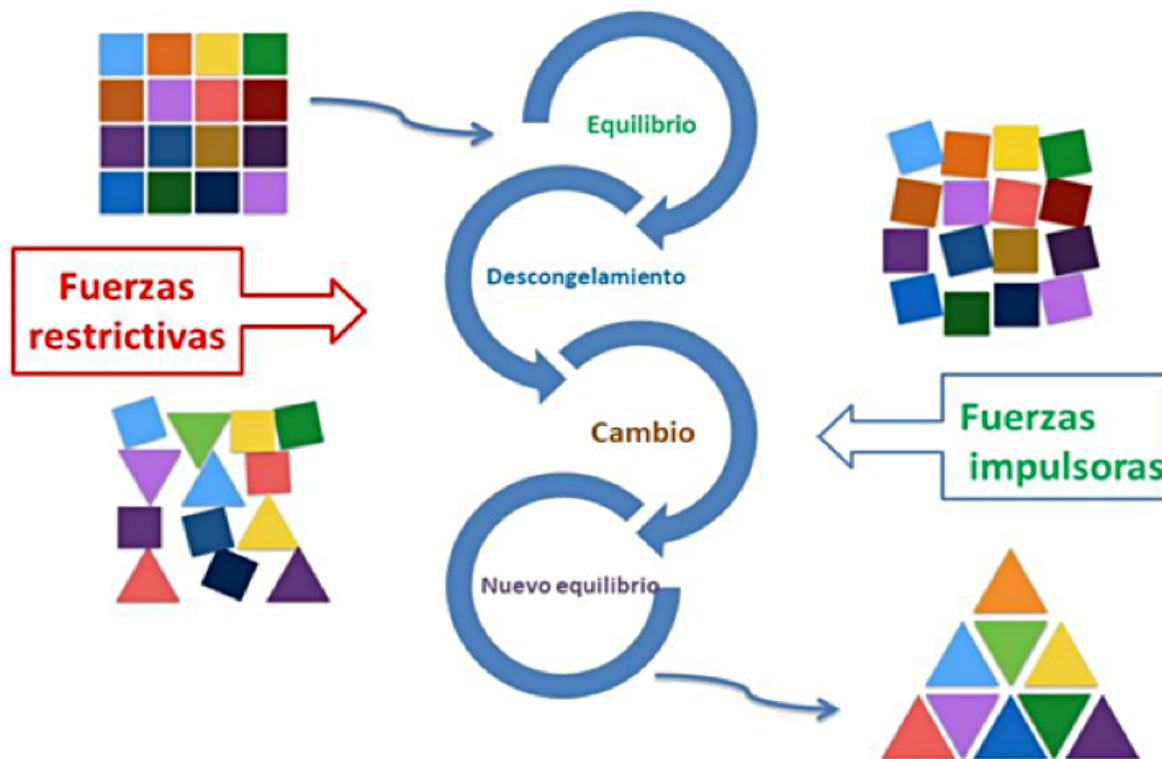 Equilibrio
Descongelamiento
Fuerzas
restrictivas
Cambio
Fuerzas
impulsoras
Nuevo equilibrio